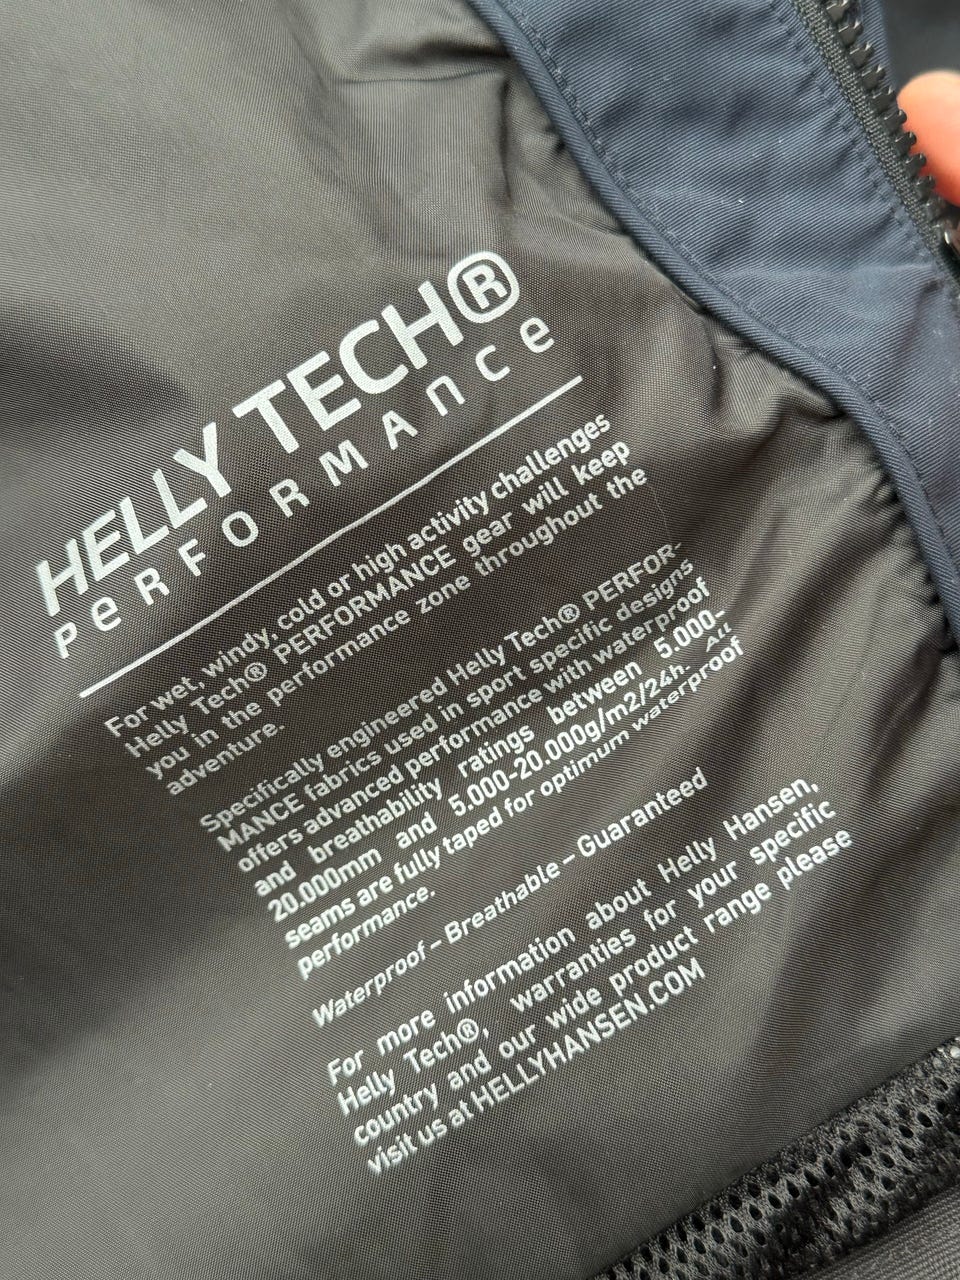 HELLY TECH®
PeRFORMAnce
For wet, windy, cold or high activity challenges
Helly Tech® PERFORMANCE gear will keep
you in the performance zone throughout the
adventure.
Specifically engineered Helly Tech® PERFOR-
MANCE fabrics used in sport specific designs
offers advanced performance with waterproof
and breathability ratings between 5.000-
20.000mm and 5.000-20.000g/m2/24h. All
seams are fully taped for optimum waterproof
performance.
Waterproof – Breathable – Guaranteed
For more information about Helly Hansen,
Helly Tech®, warranties for your specific
country and our wide product range please
visit us at HELLYHANSEN.COM